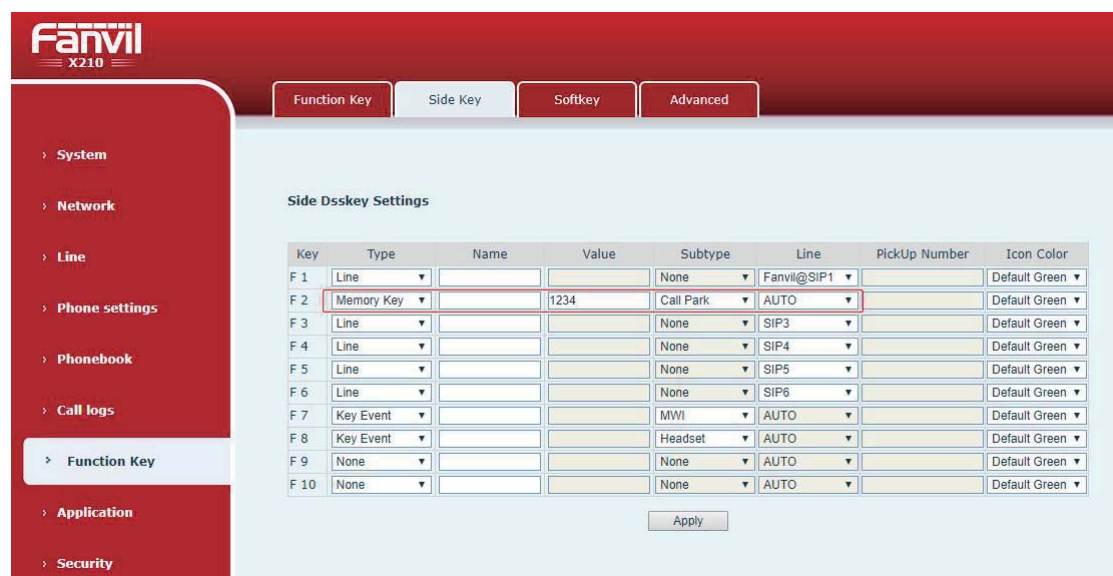 Fanvil
X210
Function Key Side Key Softkey Advanced
› System
› Network
› Line
› Phone settings
› Phonebook
› Call logs
› Function Key
› Application
› Security
Side Dsskey Settings
Key Type Name Value Subtype Line PickUp Number Icon Color
F 1 Line None Fanvil@SIP1 Default Green
F 2 Memory Key 1234 Call Park AUTO Default Green
F 3 Line None SIP3 Default Green
F 4 Line None SIP4 Default Green
F 5 Line None SIP5 Default Green
F 6 Line None SIP6 Default Green
F 7 Key Event MWI AUTO Default Green
F 8 Key Event Headset AUTO Default Green
F 9 None None AUTO Default Green
F 10 None None AUTO Default Green
Apply